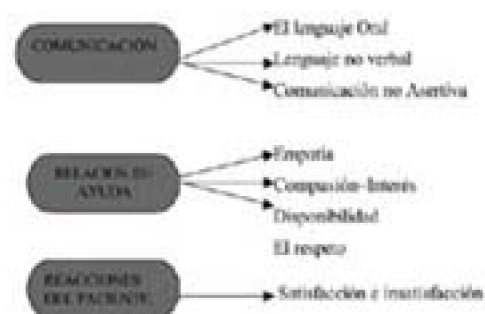 COMUNICACIÓN
El lenguaje Oral
Lenguaje no verbal
Comunicación no Asertiva
RELACIÓN DE
AYUDA
Empatía
Compasión-Interés
Disponibilidad
El respeto
REACCIONES
DEL PACIENTE
Satisfacción e insatisfacción